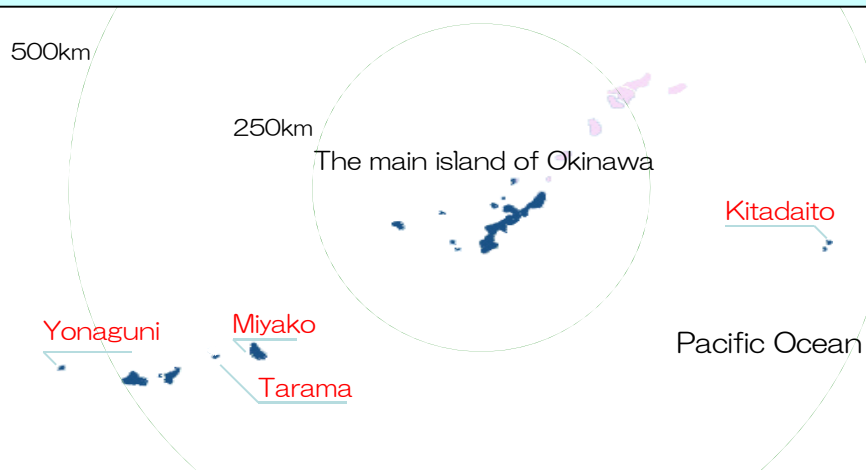 500km
250km
The main island of Okinawa
Kitadaito
Yonaguni
Miyako
Pacific Ocean
Tarama